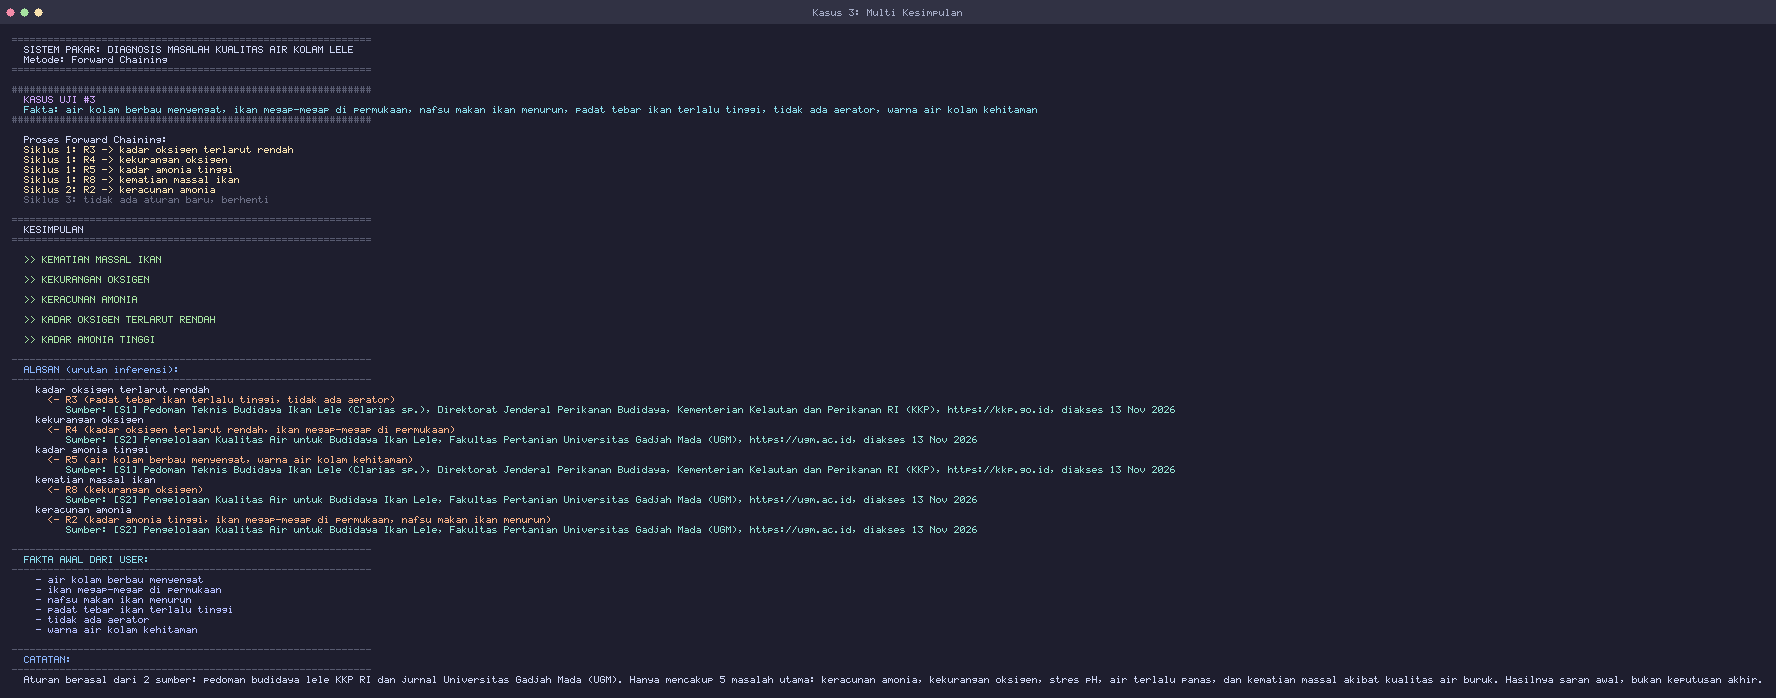 Kasus 3: Multi Kesimpulan
============================================================
SISTEM PAKAR: DIAGNOSIS MASALAH KUALITAS AIR KOLAM LELE
Metode: Forward Chaining
============================================================
############################################################
KASUS UJI #3
Fakta: air kolam berbau menyengat, ikan megap-megap di permukaan, nafsu makan ikan menurun, padat tebar ikan terlalu tinggi, tidak ada aerator, warna air kolam kehitaman
############################################################
Proses Forward Chaining:
Siklus 1: R3 -> kadar oksigen terlarut rendah
Siklus 1: R4 -> kekurangan oksigen
Siklus 1: R5 -> kadar amonia tinggi
Siklus 1: R8 -> kematian massal ikan
Siklus 2: R2 -> keracunan amonia
Siklus 3: tidak ada aturan baru, berhenti
============================================================
KESIMPULAN
============================================================
>> KEMATIAN MASSAL IKAN
>> KEKURANGAN OKSIGEN
>> KERACUNAN AMONIA
>> KADAR OKSIGEN TERLARUT RENDAH
>> KADAR AMONIA TINGGI
------------------------------------------------------------
ALASAN (urutan inferensi):
------------------------------------------------------------
kadar oksigen terlarut rendah
<- R3 (padat tebar ikan terlalu tinggi, tidak ada aerator)
Sumber: [S1] Pedoman Teknis Budidaya Ikan Lele (Clarias sp.), Direktorat Jenderal Perikanan Budidaya, Kementerian Kelautan dan Perikanan RI (KKP), https://kkp.go.id, diakses 13 Nov 2026
kekurangan oksigen
<- R4 (kadar oksigen terlarut rendah, ikan megap-megap di permukaan)
Sumber: [S2] Pengelolaan Kualitas Air untuk Budidaya Ikan Lele, Fakultas Pertanian Universitas Gadjah Mada (UGM), https://ugm.ac.id, diakses 13 Nov 2026
kadar amonia tinggi
<- R5 (air kolam berbau menyengat, warna air kolam kehitaman)
Sumber: [S1] Pedoman Teknis Budidaya Ikan Lele (Clarias sp.), Direktorat Jenderal Perikanan Budidaya, Kementerian Kelautan dan Perikanan RI (KKP), https://kkp.go.id, diakses 13 Nov 2026
kematian massal ikan
<- R8 (kekurangan oksigen)
Sumber: [S2] Pengelolaan Kualitas Air untuk Budidaya Ikan Lele, Fakultas Pertanian Universitas Gadjah Mada (UGM), https://ugm.ac.id, diakses 13 Nov 2026
keracunan amonia
<- R2 (kadar amonia tinggi, ikan megap-megap di permukaan, nafsu makan ikan menurun)
Sumber: [S2] Pengelolaan Kualitas Air untuk Budidaya Ikan Lele, Fakultas Pertanian Universitas Gadjah Mada (UGM), https://ugm.ac.id, diakses 13 Nov 2026
------------------------------------------------------------
FAKTA AWAL DARI USER:
------------------------------------------------------------
- air kolam berbau menyengat
- ikan megap-megap di permukaan
- nafsu makan ikan menurun
- padat tebar ikan terlalu tinggi
- tidak ada aerator
- warna air kolam kehitaman
------------------------------------------------------------
CATATAN:
------------------------------------------------------------
Aturan berasal dari 2 sumber: pedoman budidaya lele KKP RI dan jurnal Universitas Gadjah Mada (UGM). Hanya mencakup 5 masalah utama: keracunan amonia, kekurangan oksigen, stres pH, air terlalu panas, dan kematian massal akibat kualitas air buruk. Hasilnya saran awal, bukan keputusan akhir.